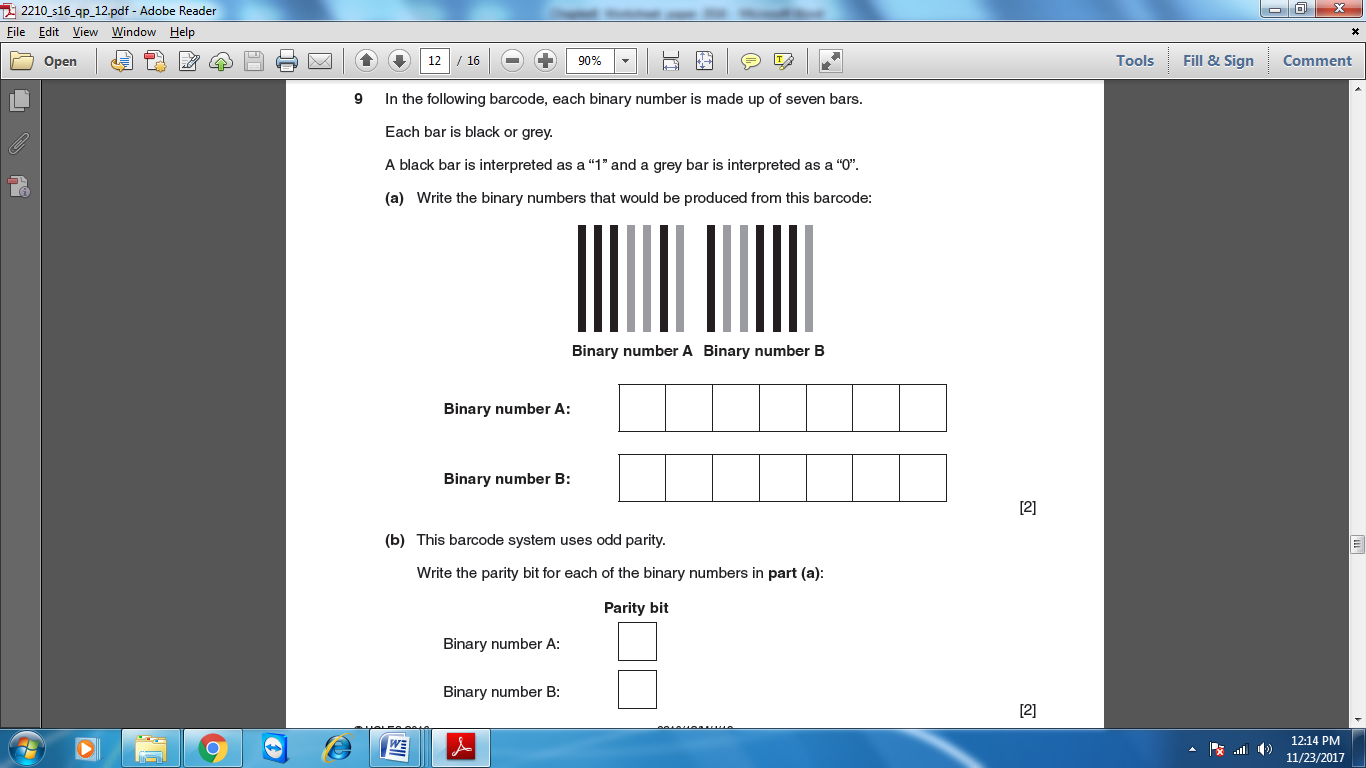 2210_s16_qp_12.pdf - Adobe Reader
File Edit View Window Help
Open 12 / 16 90% Tools Fill & Sign Comment
9 In the following barcode, each binary number is made up of seven bars.
Each bar is black or grey.
A black bar is interpreted as a “1” and a grey bar is interpreted as a “0”.
(a) Write the binary numbers that would be produced from this barcode:
Binary number A Binary number B
Binary number A:
Binary number B:
[2]
(b) This barcode system uses odd parity.
Write the parity bit for each of the binary numbers in part (a):
Parity bit
Binary number A:
Binary number B:
[2]
12:14 PM
11/23/2017